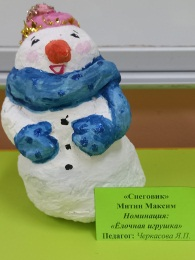 «Снеговик»
Митин Максим
Номинация:
«Ёлочная игрушка»
Педагог: Черкасова Я.П.